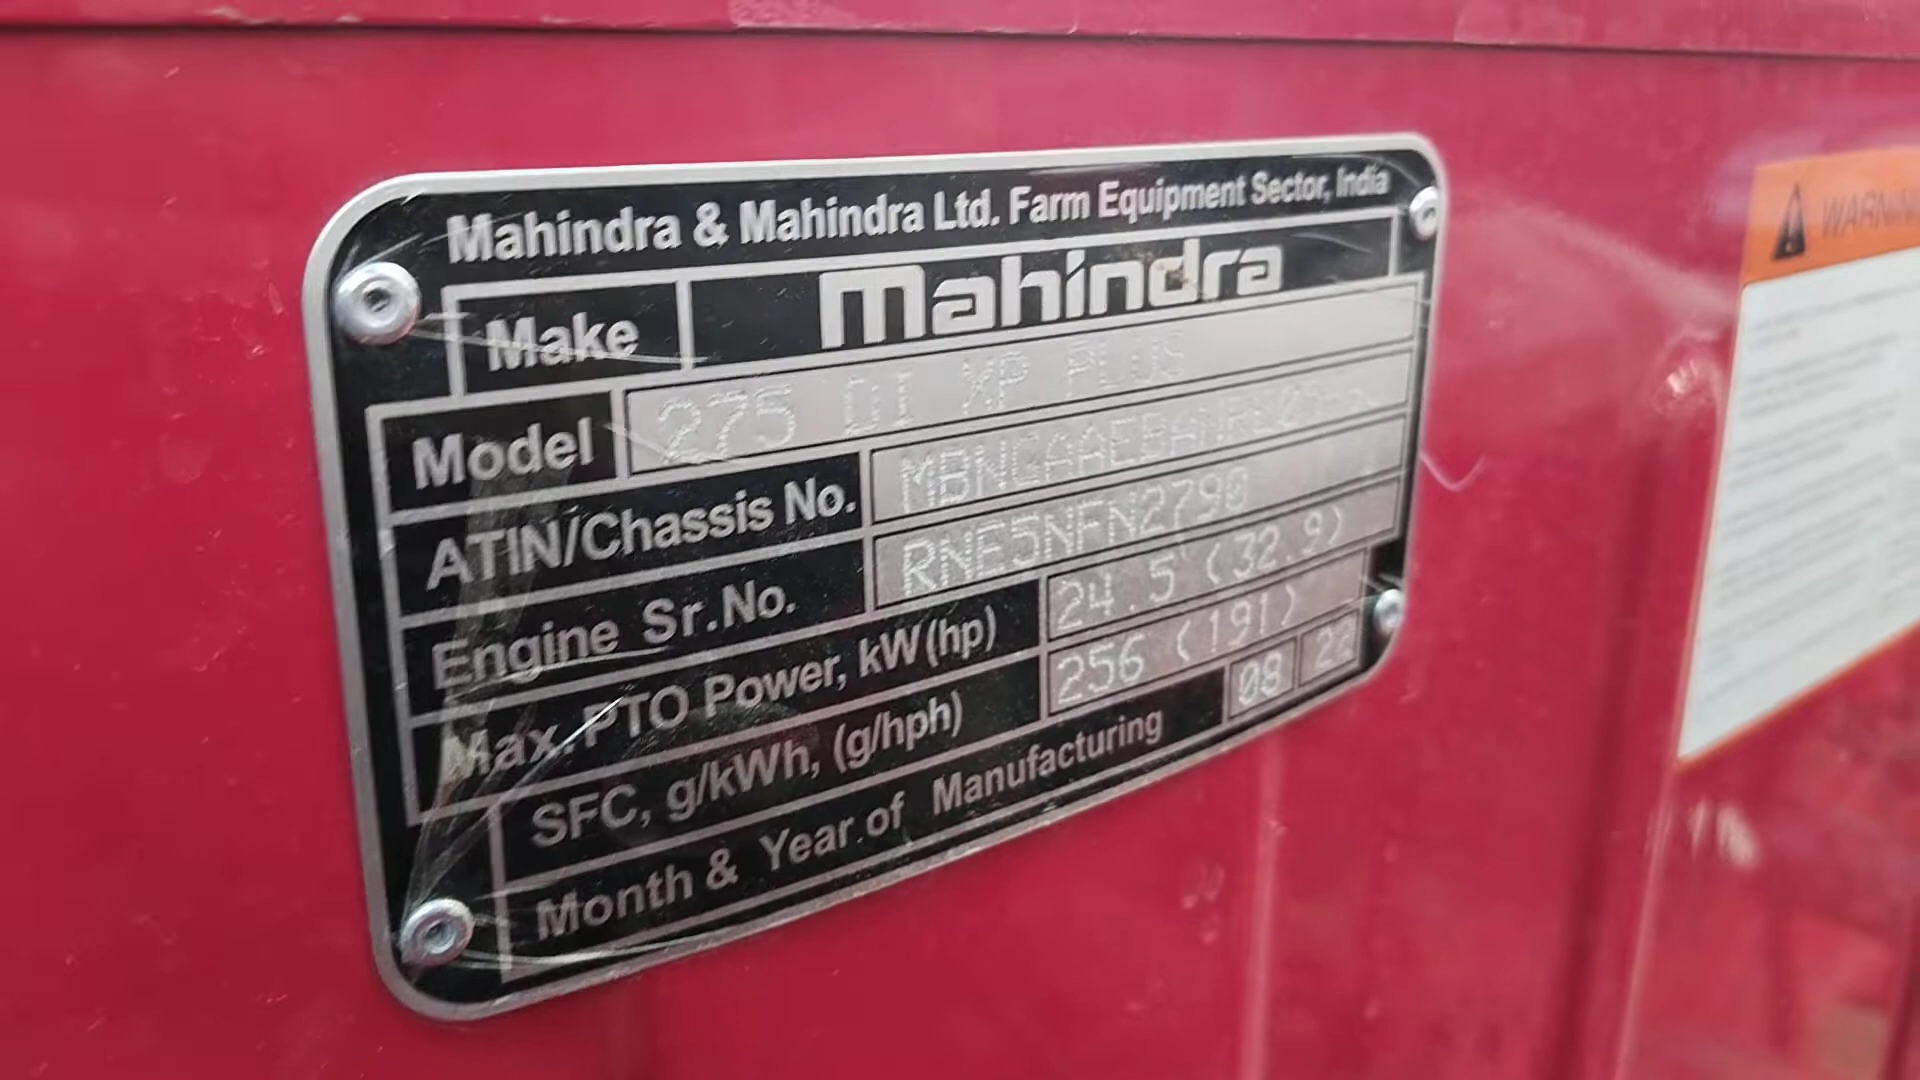 Mahindra & Mahindra Ltd. Farm Equipment Sector, India
Make mahindra
Model 275 DI XP PLUS
ATIN/Chassis No.
Engine Sr.No. RNE5NFN2790
Max. PTO Power, kW(hp) 24.5 (32.9)
SFC, g/kWh, (g/hph) 256 (191)
Month & Year of Manufacturing 08 22
WARNING